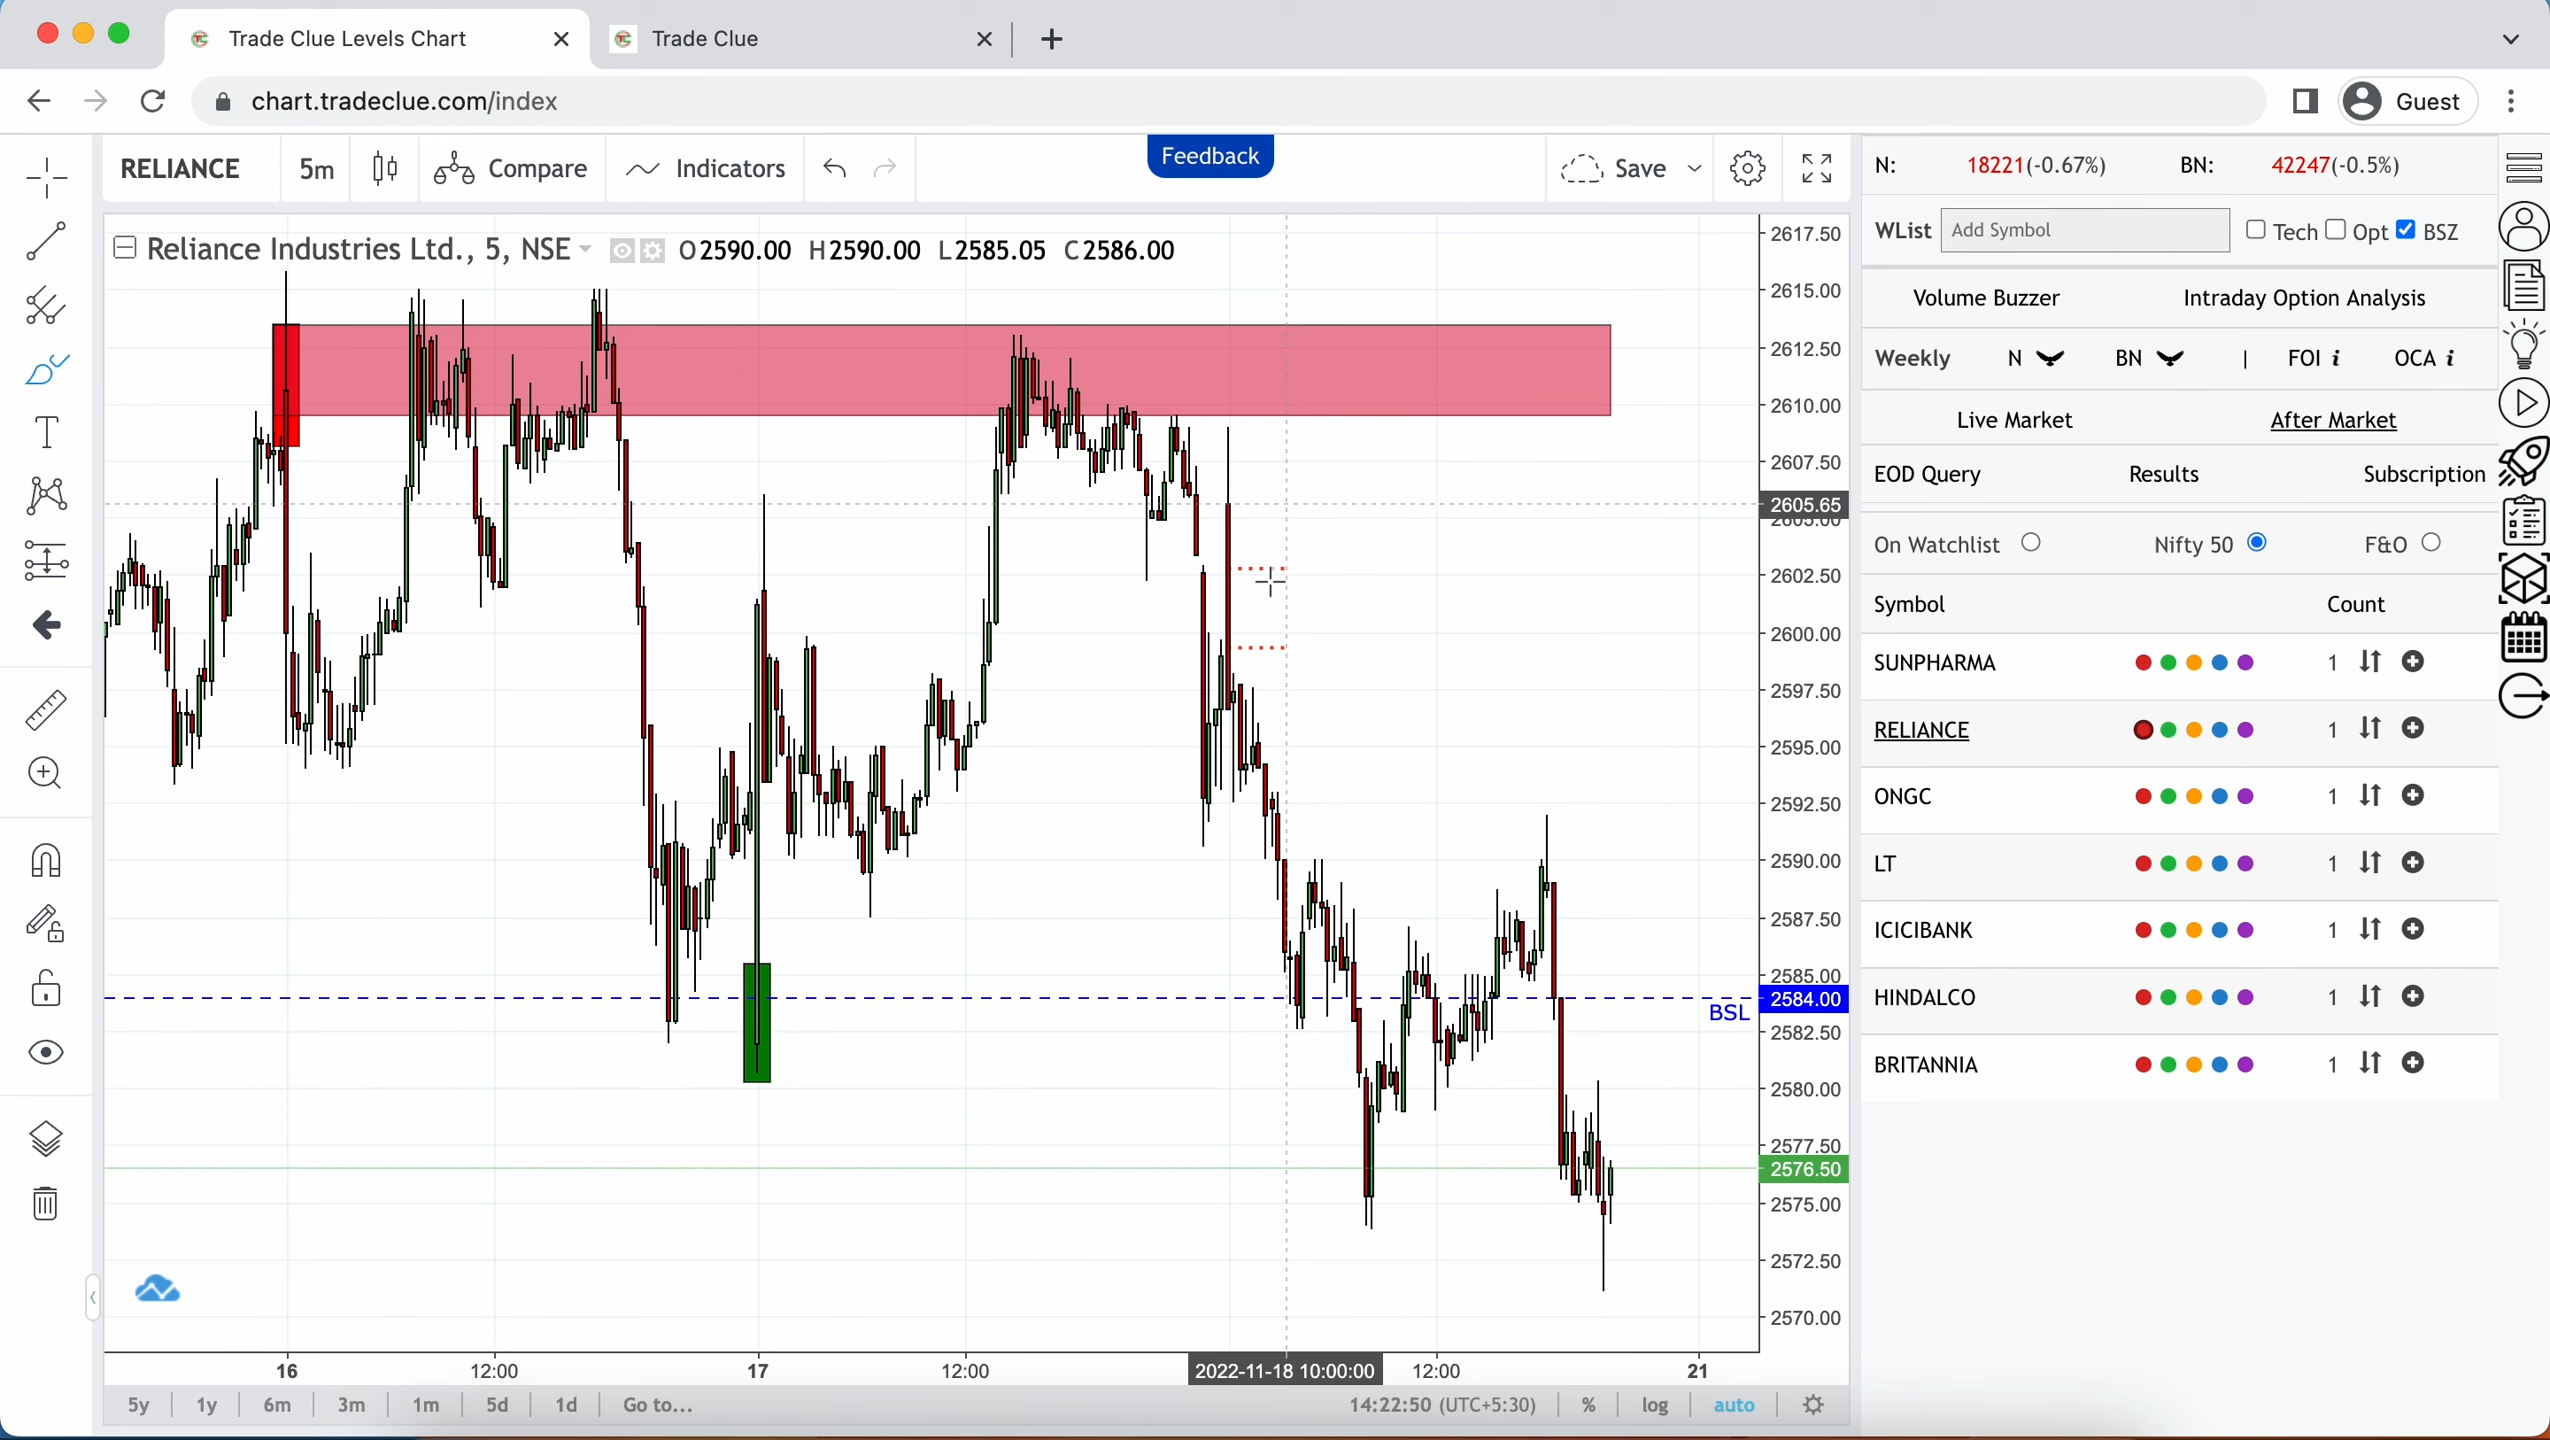 Trade Clue Levels Chart
Trade Clue
chart.tradeclue.com/index
Guest
RELIANCE 5m Compare Indicators
Feedback
Save
N: 18221(-0.67%) BN: 42247(-0.5%)
WList Add Symbol Tech Opt BSZ
Reliance Industries Ltd., 5, NSE O2590.00 H2590.00 L2585.05 C2586.00
Volume Buzzer Intraday Option Analysis
Weekly N BN | FOI i OCA i
Live Market After Market
EOD Query Results Subscription
On Watchlist Nifty 50 F&O
Symbol Count
SUNPHARMA 1
RELIANCE 1
ONGC 1
LT 1
ICICIBANK 1
HINDALCO 1
BRITANNIA 1
2617.50
2615.00
2612.50
2610.00
2607.50
2605.65
2605.00
2602.50
2600.00
2597.50
2595.00
2592.50
2590.00
2587.50
2585.00
2584.00
BSL
2582.50
2580.00
2577.50
2576.50
2575.00
2572.50
2570.00
16 12:00 17 12:00 2022-11-18 10:00:00 12:00 21
5y 1y 6m 3m 1m 5d 1d Go to... 14:22:50 (UTC+5:30) % log auto